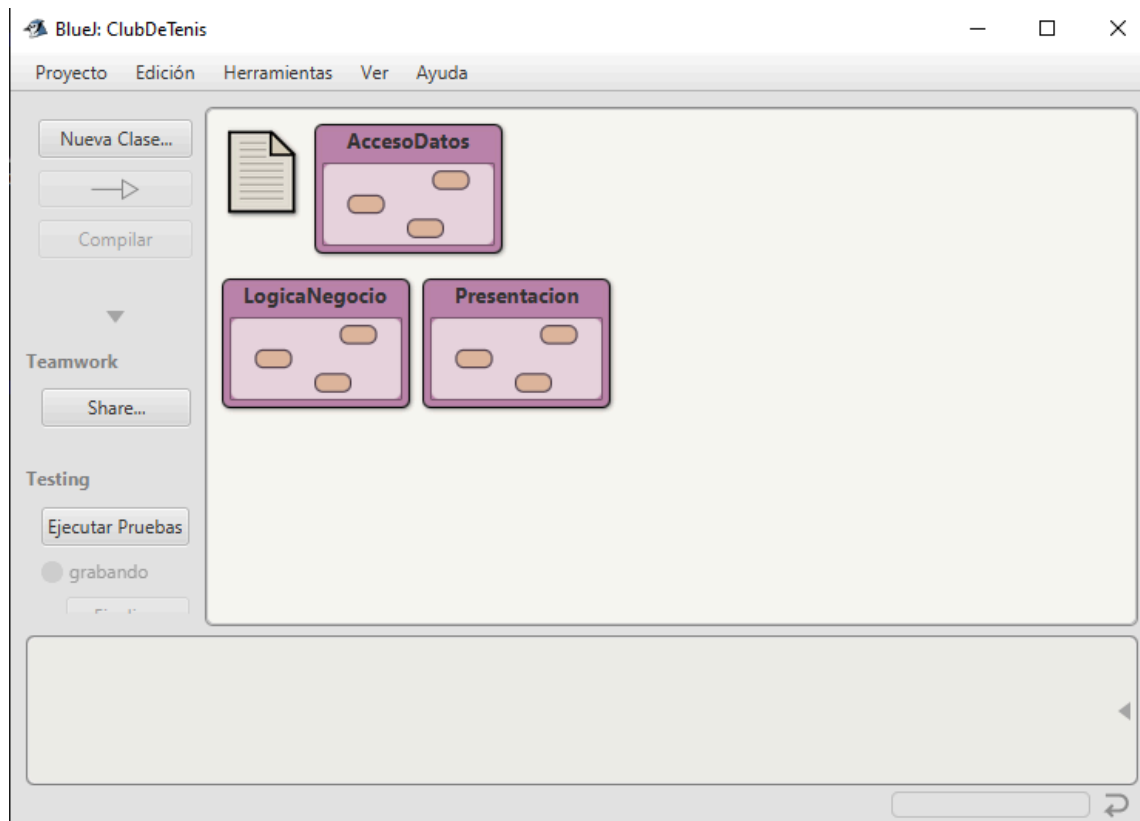 BlueJ: ClubDeTenis
Proyecto Edición Herramientas Ver Ayuda
Nueva Clase...
Compilar
Teamwork
Share...
Testing
Ejecutar Pruebas
grabando
AccesoDatos
LogicaNegocio Presentacion